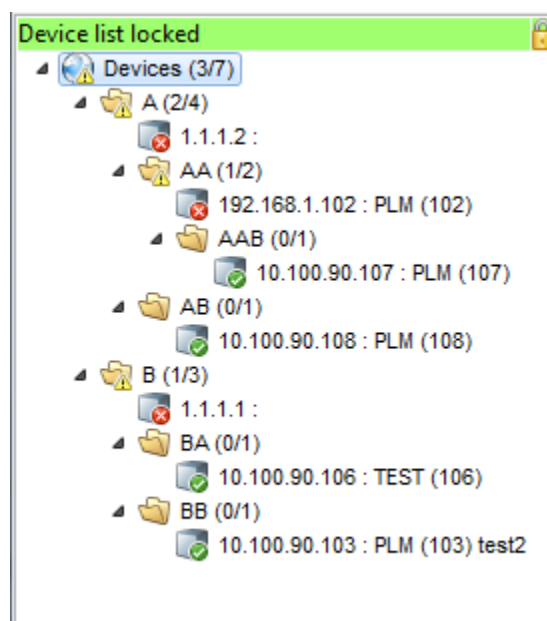 Device list locked
Devices (3/7)
A (2/4)
1.1.1.2 :
AA (1/2)
192.168.1.102 : PLM (102)
AAB (0/1)
10.100.90.107 : PLM (107)
AB (0/1)
10.100.90.108 : PLM (108)
B (1/3)
1.1.1.1 :
BA (0/1)
10.100.90.106 : TEST (106)
BB (0/1)
10.100.90.103 : PLM (103) test2